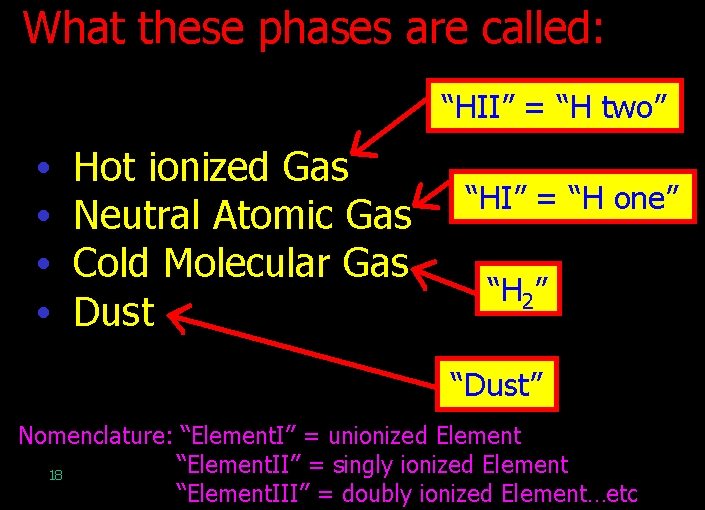 What these phases are called:
“HII” = “H two”
• Hot ionized Gas
“HI” = “H one”
• Neutral Atomic Gas
• Cold Molecular Gas
“H₂”
• Dust
“Dust”
Nomenclature: “ElementI” = unionized Element
“ElementII” = singly ionized Element
18
“ElementIII” = doubly ionized Element...etc